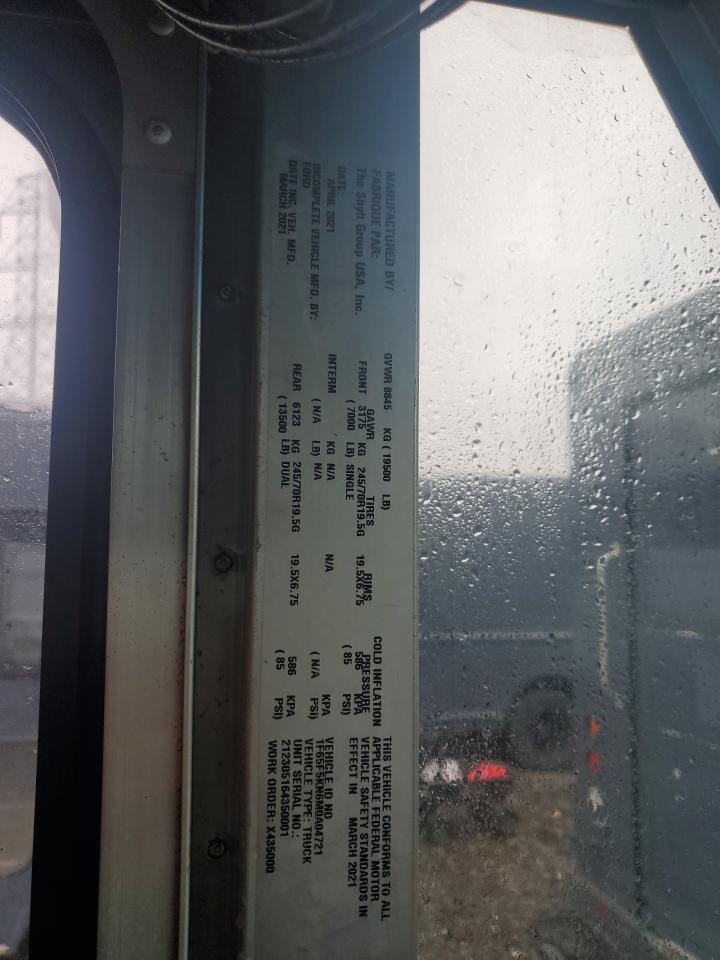 MANUFACTURED BY/
FABRIQUE PAR:
The Shyft Group USA, Inc.
DATE:
APRIL 2021
INCOMPLETE VEHICLE MFD. BY:
FORD
DATE INC. VEH. MFD.
MARCH 2021
GVWR 8845 KG ( 19500 LB)
GAWR TIRES RIMS COLD INFLATION PRESSURE
FRONT 3175 KG 245/70R19.5G 19.5X6.75 586 KPA
( 7000 LB) SINGLE ( 85 PSI)
INTERM KG N/A N/A KPA
( N/A LB) N/A ( N/A PSI)
REAR 6123 KG 245/70R19.5G 19.5X6.75 586 KPA
( 13500 LB) DUAL ( 85 PSI)
THIS VEHICLE CONFORMS TO ALL
APPLICABLE FEDERAL MOTOR
VEHICLE SAFETY STANDARDS IN
EFFECT IN MARCH 2021
VEHICLE ID NO
1F65F5KN6M0A04721
VEHICLE TYPE: TRUCK
UNIT SERIAL NO.:
212305164350001
WORK ORDER: X435000